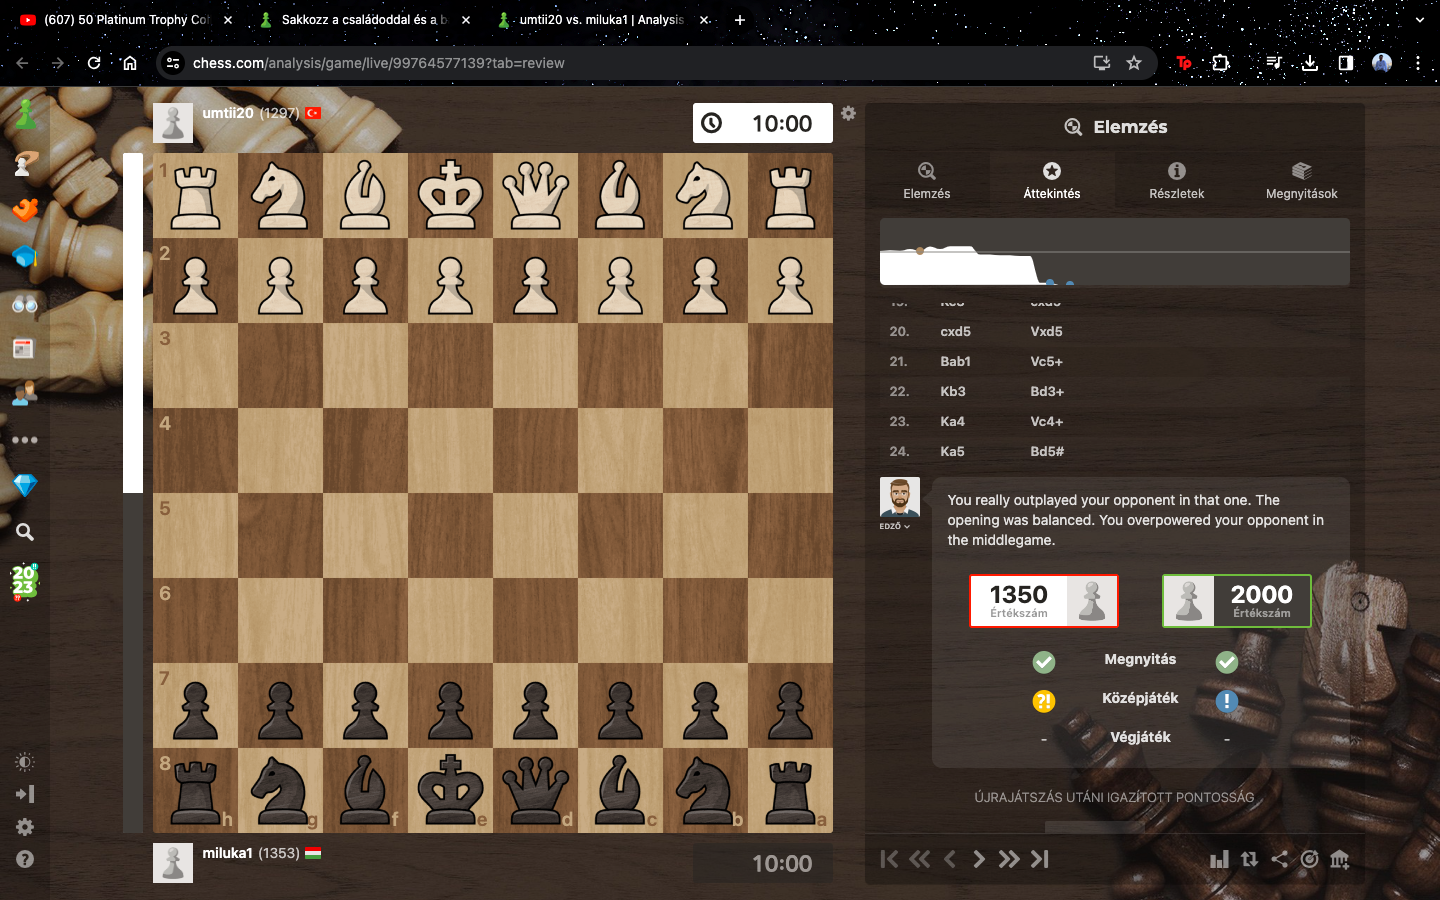 (607) 50 Platinum Trophy Col
Sakkozz a családoddal és a b
umtii20 vs. miluka1 | Analysis
chess.com/analysis/game/live/99764577139?tab=review
umtii20 (1297)
10:00
Elemzés
Elemzés
Áttekintés
Részletek
Megnyitások
20. cxd5 Vxd5
21. Bab1 Vc5+
22. Kb3 Bd3+
23. Ka4 Vc4+
24. Ka5 Bd5#
EDZŐ
You really outplayed your opponent in that one. The
opening was balanced. You overpowered your opponent in
the middlegame.
1350
Értékszám
2000
Értékszám
Megnyitás
?! Középjáték !
- Végjáték -
ÚJRAJÁTSZÁS UTÁNI IGAZÍTOTT PONTOSSÁG
1
2
3
4
5
6
7
8
h g f e d c b a
2023
miluka1 (1353)
10:00